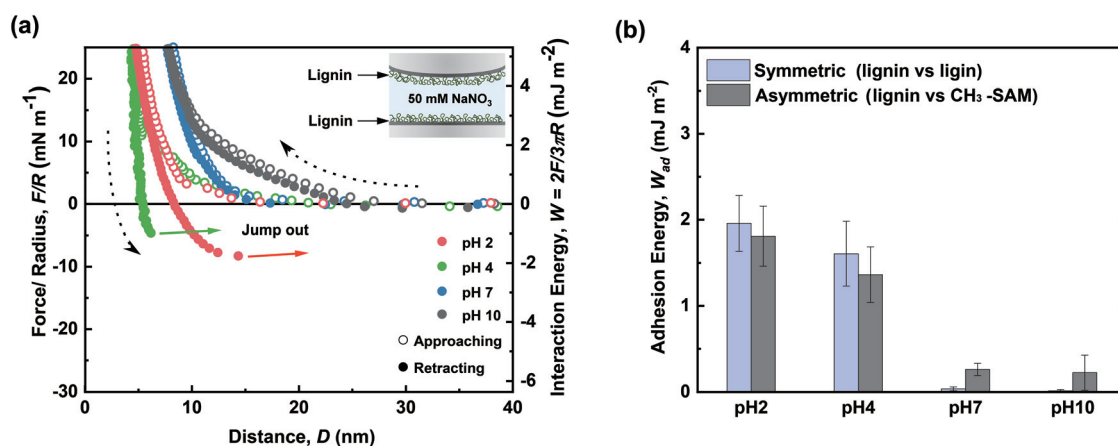 (a)
Force/ Radius, F/R (mN m⁻¹)
20
10
0
-10
-20
-30
0
10
20
30
40
Distance, D (nm)
Interaction Energy, W = 2F/3πR (mJ m⁻²)
4
2
0
-2
-4
-6
Lignin
50 mM NaNO₃
Lignin
Jump out
pH 2
pH 4
pH 7
pH 10
Approaching
Retracting
(b)
Adhesion Energy, Wad (mJ m⁻²)
4
3
2
1
0
Symmetric (lignin vs ligin)
Asymmetric (lignin vs CH₃ -SAM)
pH2
pH4
pH7
pH10